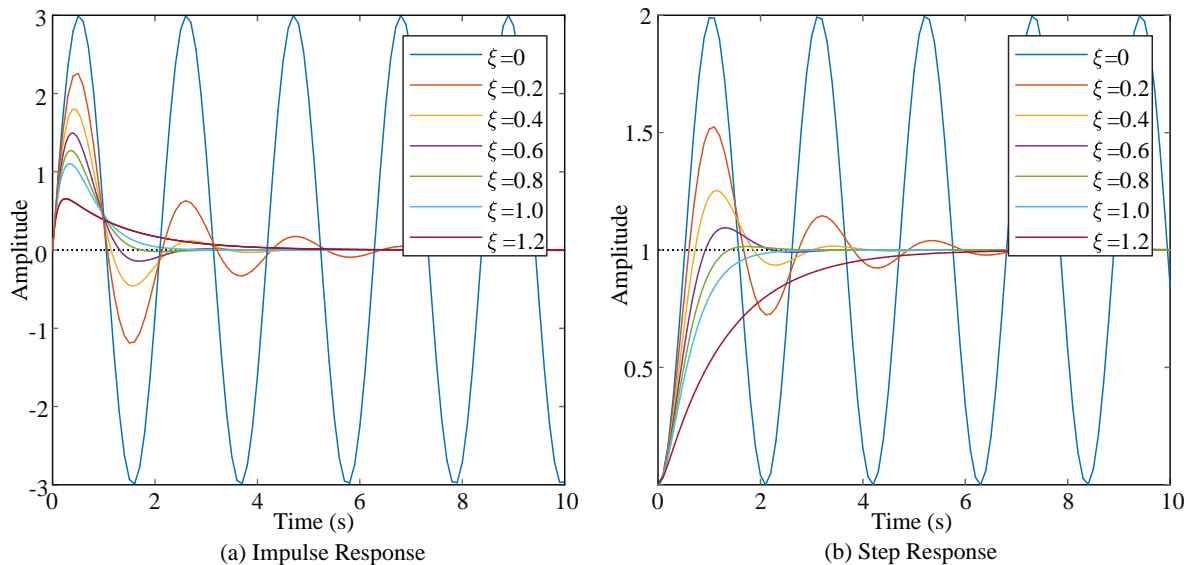 3
2
1
0
-1
-2
-3
Amplitude
ξ=0
ξ=0.2
ξ=0.4
ξ=0.6
ξ=0.8
ξ=1.0
ξ=1.2
0 2 4 6 8 10
Time (s)
(a) Impulse Response
2
1.5
1
0.5
Amplitude
ξ=0
ξ=0.2
ξ=0.4
ξ=0.6
ξ=0.8
ξ=1.0
ξ=1.2
0 2 4 6 8 10
Time (s)
(b) Step Response